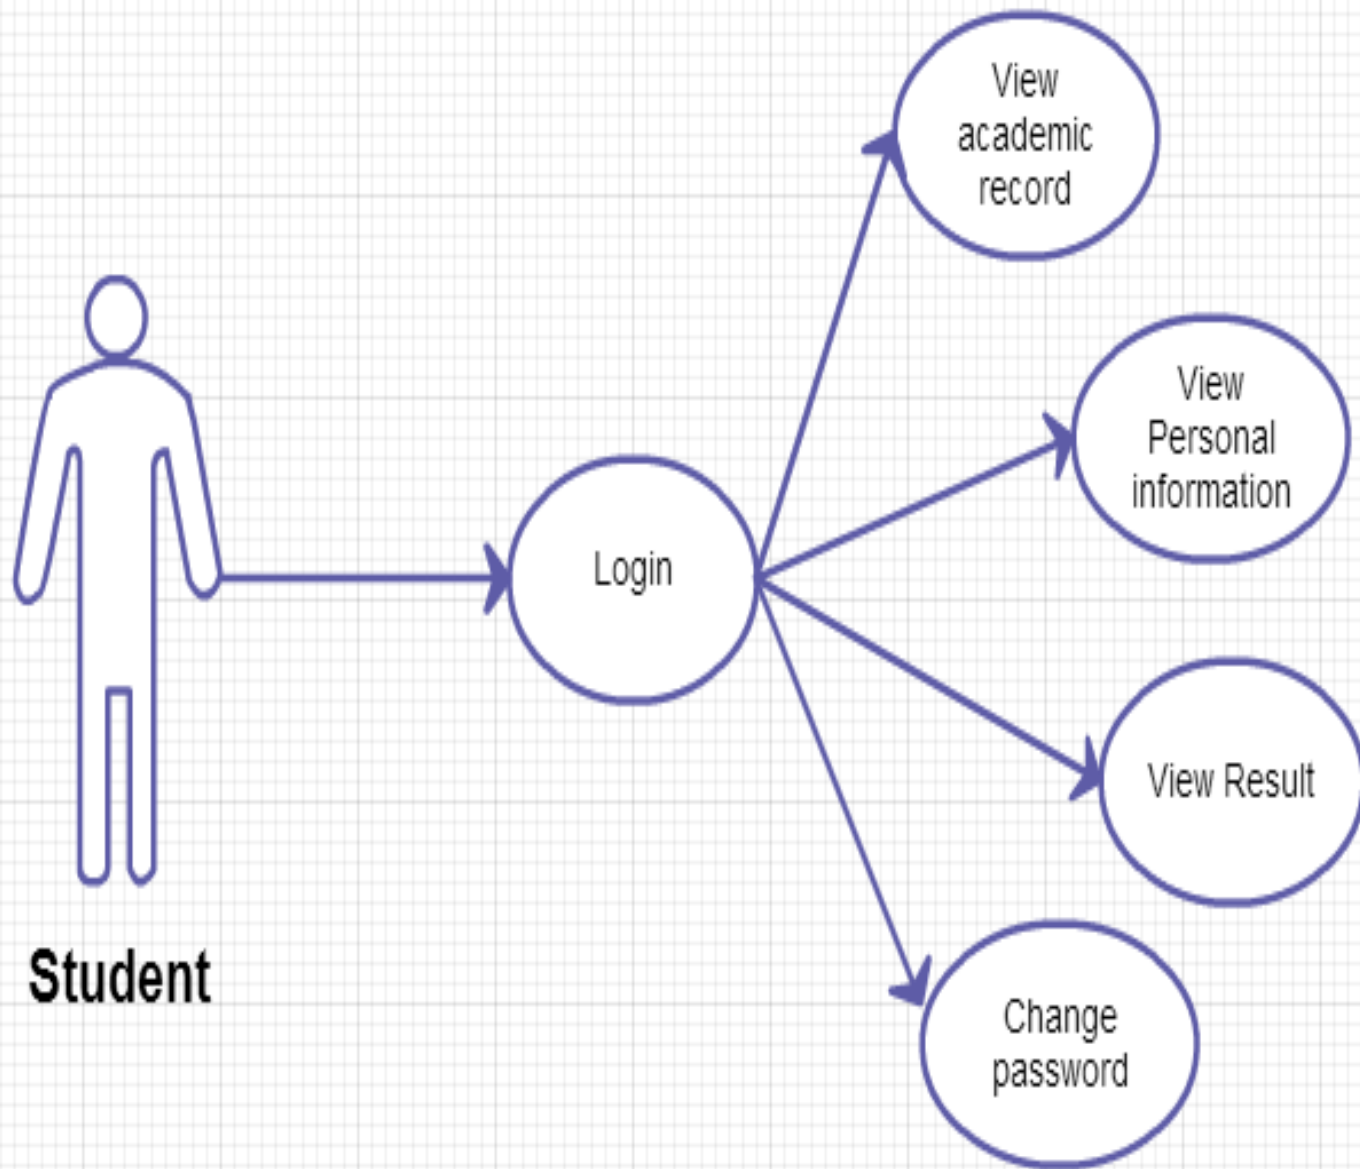 View
academic
record
View
Personal
information
Login
View Result
Student
Change
password